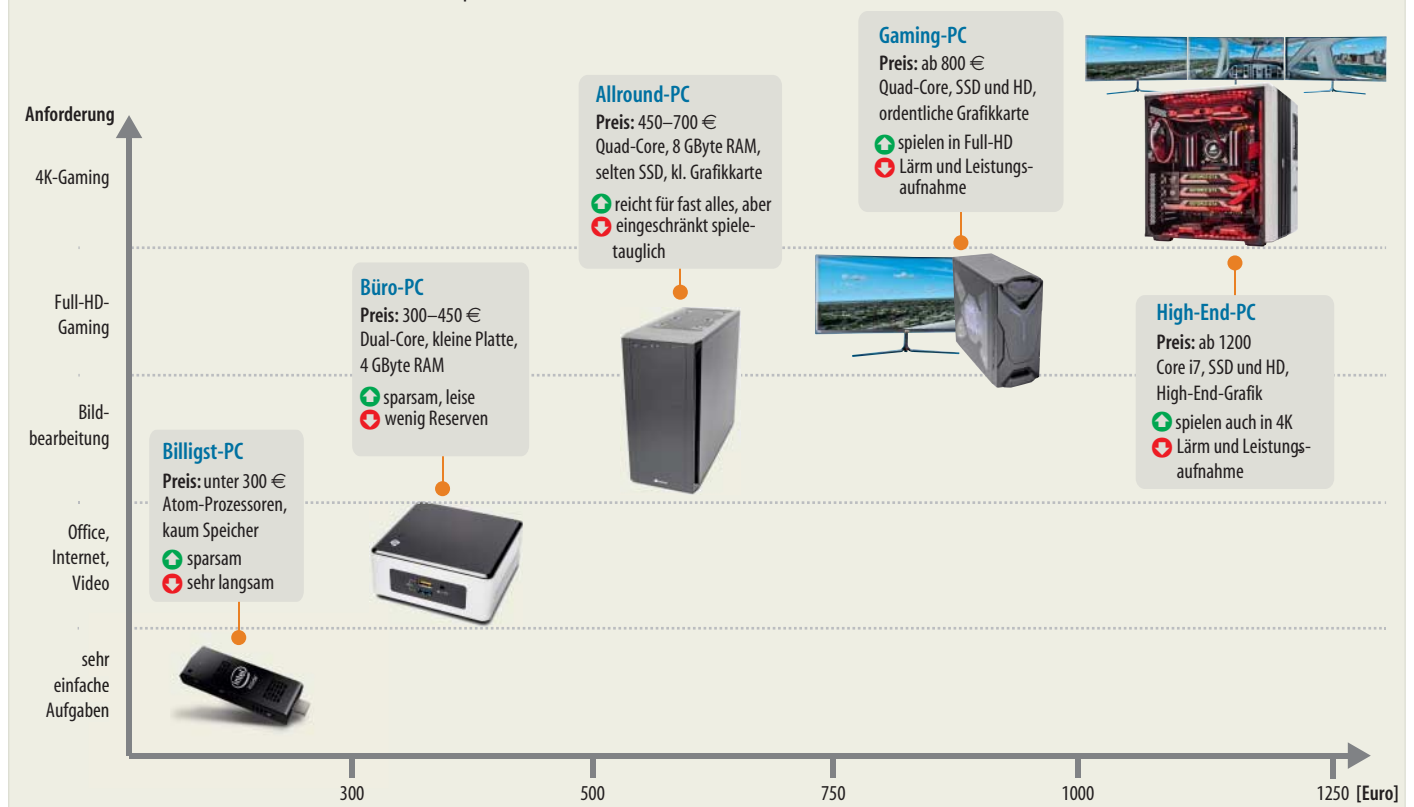 Anforderung
4K-Gaming
Full-HD-
Gaming
Bild-
bearbeitung
Office,
Internet,
Video
sehr
einfache
Aufgaben
Billigst-PC
Preis: unter 300 €
Atom-Prozessoren,
kaum Speicher
sparsam
sehr langsam
Büro-PC
Preis: 300–450 €
Dual-Core, kleine Platte,
4 GByte RAM
sparsam, leise
wenig Reserven
Allround-PC
Preis: 450–700 €
Quad-Core, 8 GByte RAM,
selten SSD, kl. Grafikkarte
reicht für fast alles, aber
eingeschränkt spiele-
tauglich
Gaming-PC
Preis: ab 800 €
Quad-Core, SSD und HD,
ordentliche Grafikkarte
spielen in Full-HD
Lärm und Leistungs-
aufnahme
High-End-PC
Preis: ab 1200
Core i7, SSD und HD,
High-End-Grafik
spielen auch in 4K
Lärm und Leistungs-
aufnahme
intel
300
500
750
1000
1250 [Euro]